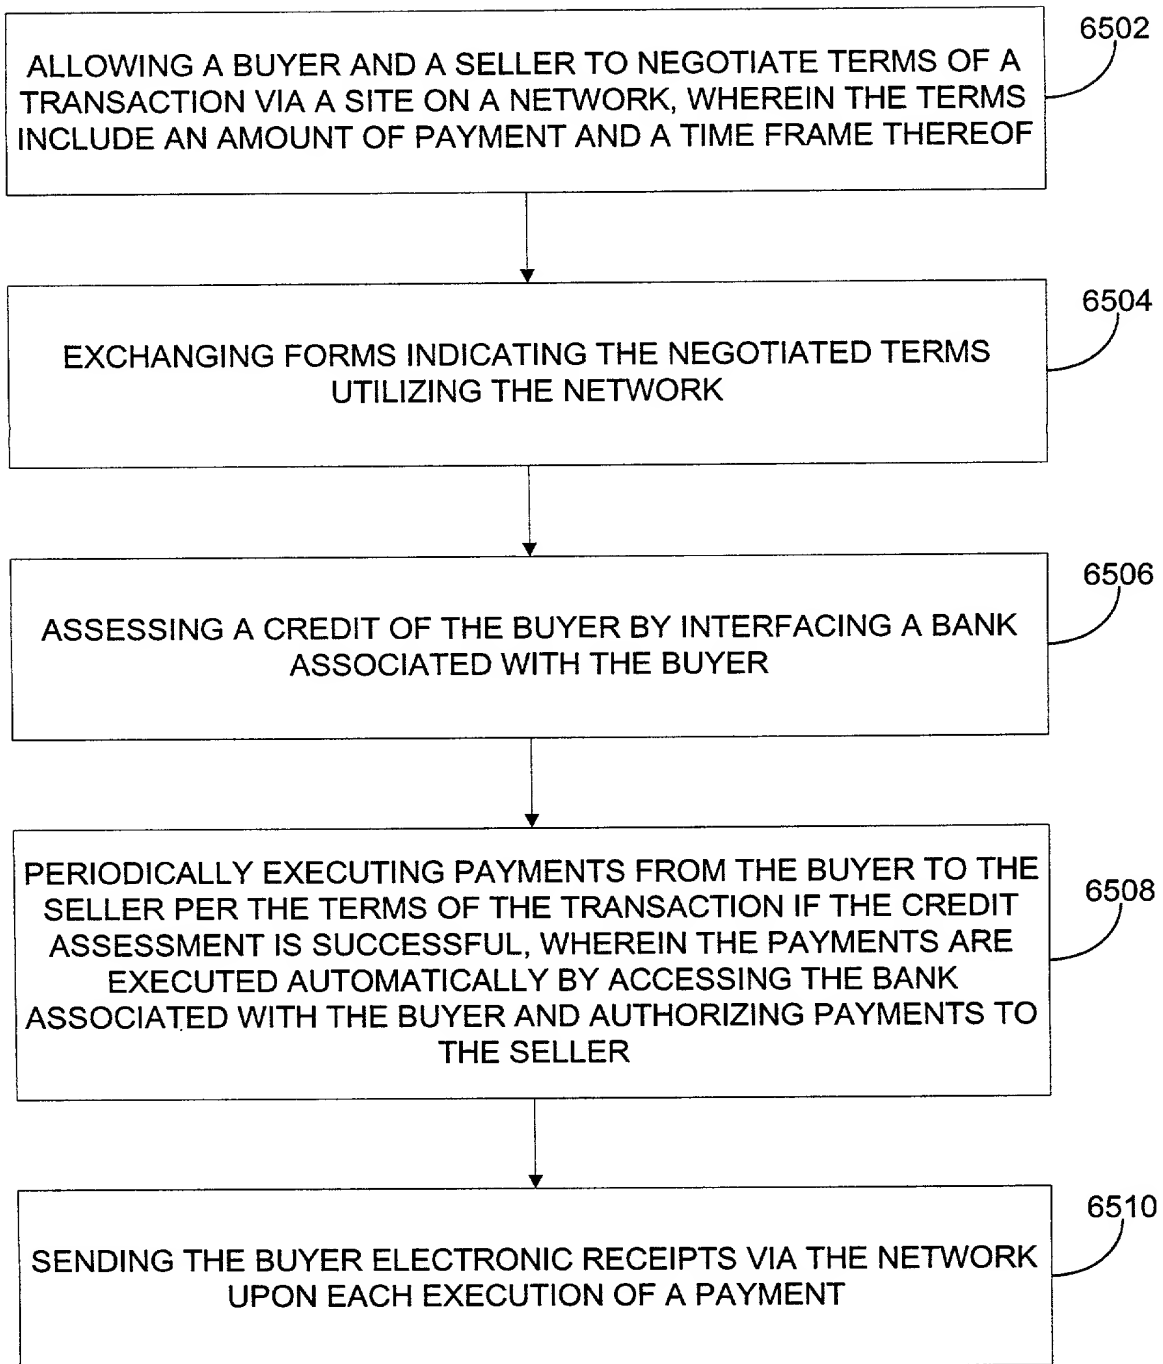 6502
ALLOWING A BUYER AND A SELLER TO NEGOTIATE TERMS OF A
TRANSACTION VIA A SITE ON A NETWORK, WHEREIN THE TERMS
INCLUDE AN AMOUNT OF PAYMENT AND A TIME FRAME THEREOF
6504
EXCHANGING FORMS INDICATING THE NEGOTIATED TERMS
UTILIZING THE NETWORK
6506
ASSESSING A CREDIT OF THE BUYER BY INTERFACING A BANK
ASSOCIATED WITH THE BUYER
6508
PERIODICALLY EXECUTING PAYMENTS FROM THE BUYER TO THE
SELLER PER THE TERMS OF THE TRANSACTION IF THE CREDIT
ASSESSMENT IS SUCCESSFUL, WHEREIN THE PAYMENTS ARE
EXECUTED AUTOMATICALLY BY ACCESSING THE BANK
ASSOCIATED WITH THE BUYER AND AUTHORIZING PAYMENTS TO
THE SELLER
6510
SENDING THE BUYER ELECTRONIC RECEIPTS VIA THE NETWORK
UPON EACH EXECUTION OF A PAYMENT